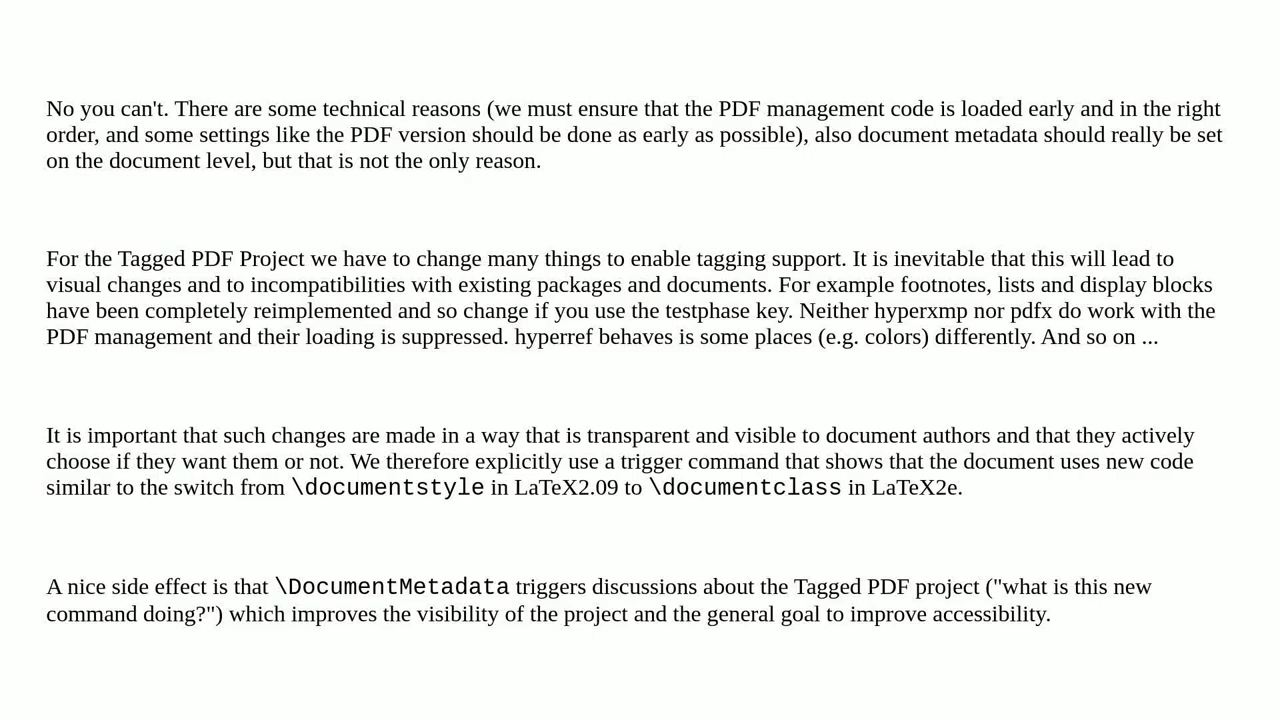 No you can't. There are some technical reasons (we must ensure that the PDF management code is loaded early and in the right
order, and some settings like the PDF version should be done as early as possible), also document metadata should really be set
on the document level, but that is not the only reason.
For the Tagged PDF Project we have to change many things to enable tagging support. It is inevitable that this will lead to
visual changes and to incompatibilities with existing packages and documents. For example footnotes, lists and display blocks
have been completely reimplemented and so change if you use the testphase key. Neither hyperxmp nor pdfx do work with the
PDF management and their loading is suppressed. hyperref behaves is some places (e.g. colors) differently. And so on ...
It is important that such changes are made in a way that is transparent and visible to document authors and that they actively
choose if they want them or not. We therefore explicitly use a trigger command that shows that the document uses new code
similar to the switch from \documentstyle in LaTeX2.09 to \documentclass in LaTeX2e.
A nice side effect is that \DocumentMetadata triggers discussions about the Tagged PDF project ("what is this new
command doing?") which improves the visibility of the project and the general goal to improve accessibility.